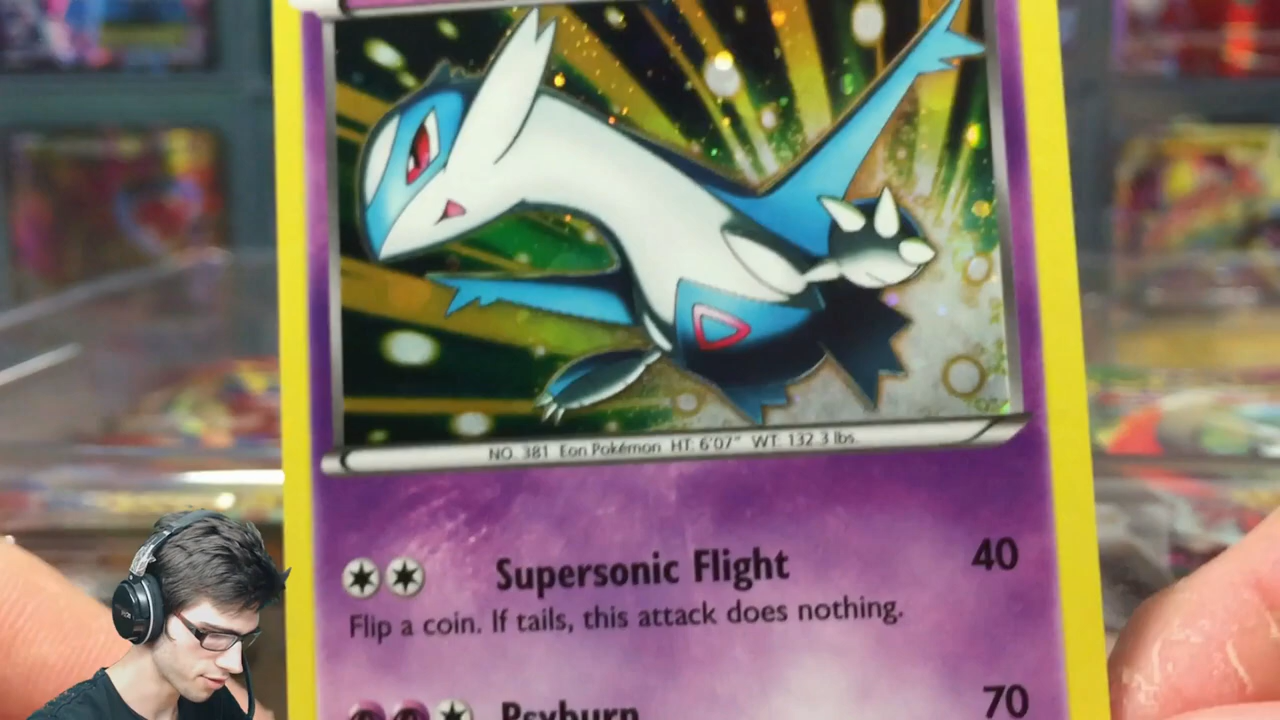 NO. 381 Eon Pokémon HT: 6'07" WT: 132.3 lbs.
Supersonic Flight 40
Flip a coin. If tails, this attack does nothing.
Psyburn 70